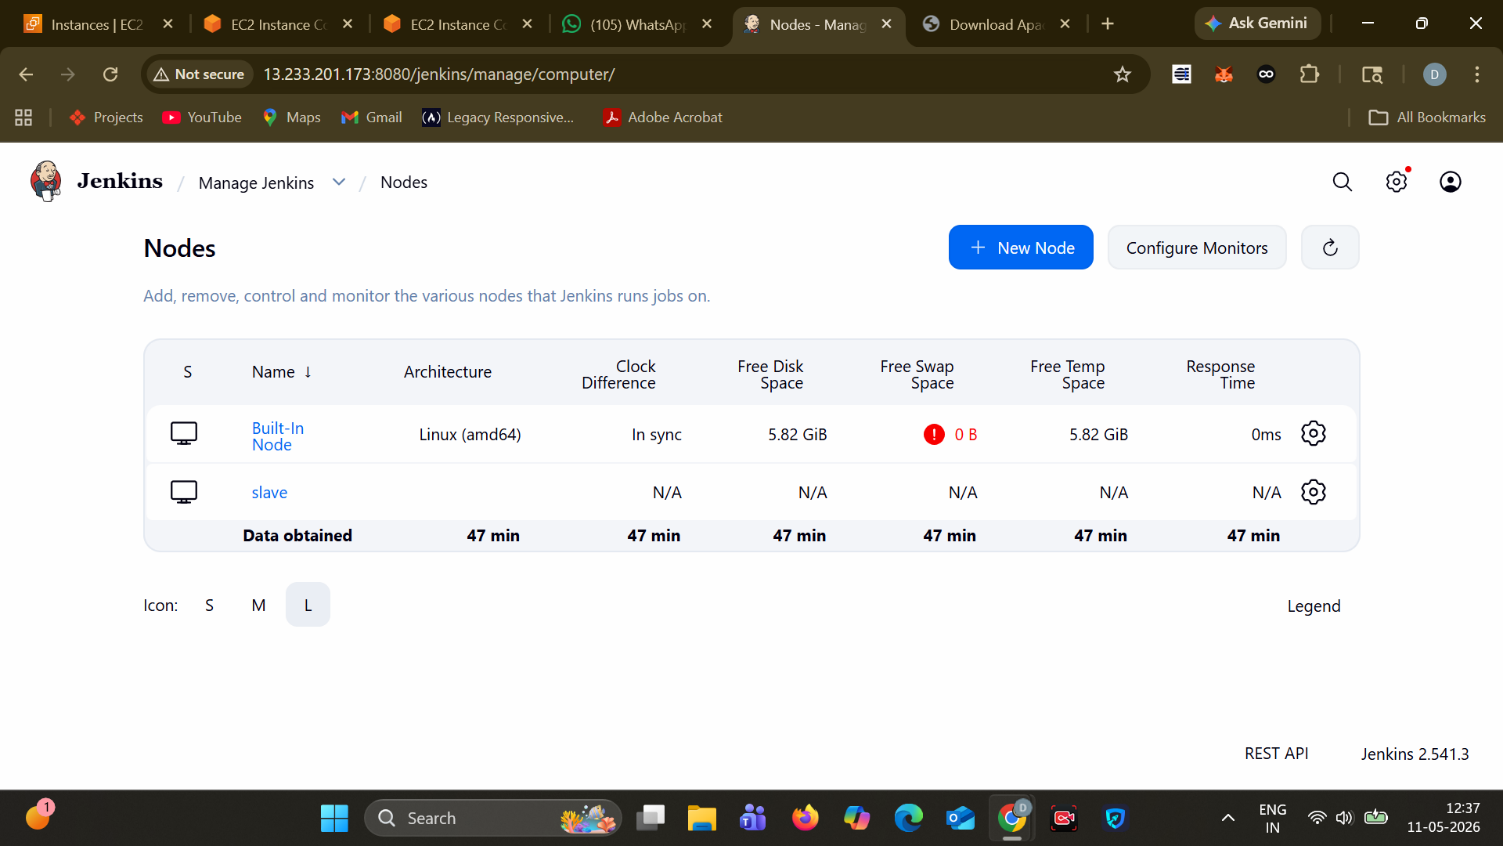 Instances | EC2
EC2 Instance Co
EC2 Instance Co
(105) WhatsApp
Nodes - Manag
Download Apac
Ask Gemini
Not secure
13.233.201.173:8080/jenkins/manage/computer/
D
Projects
YouTube
Maps
Gmail
Legacy Responsive...
Adobe Acrobat
All Bookmarks
Jenkins / Manage Jenkins / Nodes
Nodes
New Node
Configure Monitors
Add, remove, control and monitor the various nodes that Jenkins runs jobs on.
S Name ↓ Architecture Clock Difference Free Disk Space Free Swap Space Free Temp Space Response Time
Built-In Node Linux (amd64) In sync 5.82 GiB 0 B 5.82 GiB 0ms
slave N/A N/A N/A N/A N/A
Data obtained 47 min 47 min 47 min 47 min 47 min 47 min
Icon: S M L
Legend
REST API
Jenkins 2.541.3
1
Search
D
ENG
IN
12:37
11-05-2026